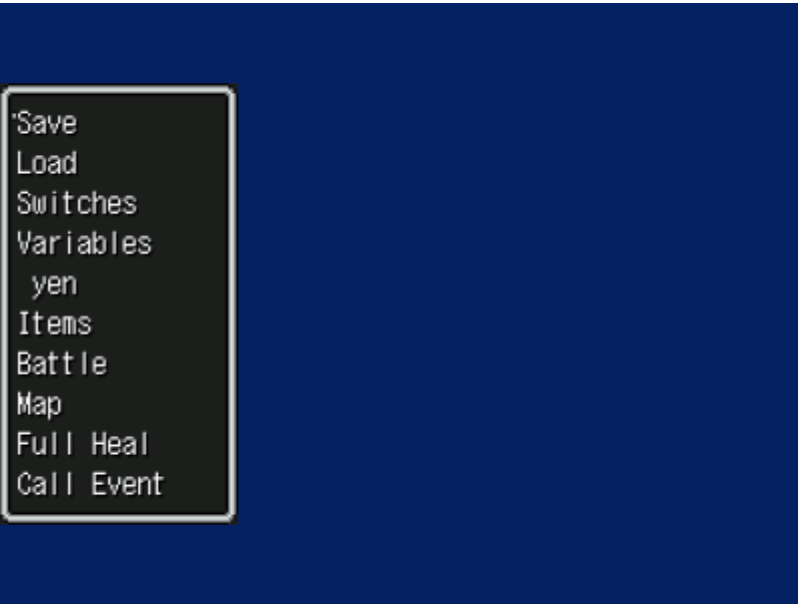 Save
Load
Switches
Variables
yen
Items
Battle
Map
Full Heal
Call Event